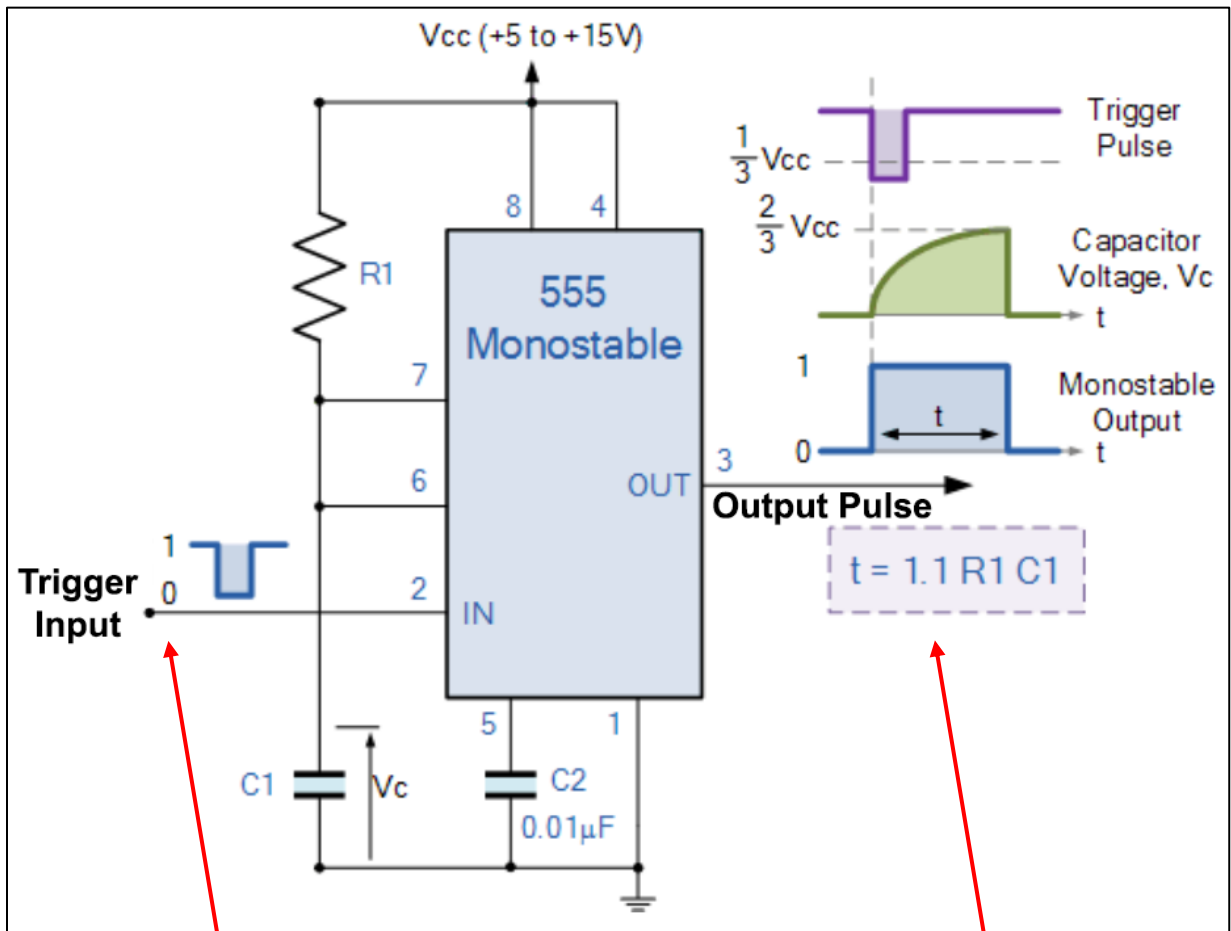 Vcc (+5 to +15V)
8
4
R1
555
Monostable
7
6
3
OUT
Output Pulse
1
0
Trigger
Input
2
IN
5
1
C1
Vc
C2
0.01µF
Trigger
Pulse
1
3 Vcc
2
3 Vcc
Capacitor
Voltage, Vc
t
1
Monostable
Output
t
0
t
t = 1.1 R1 C1